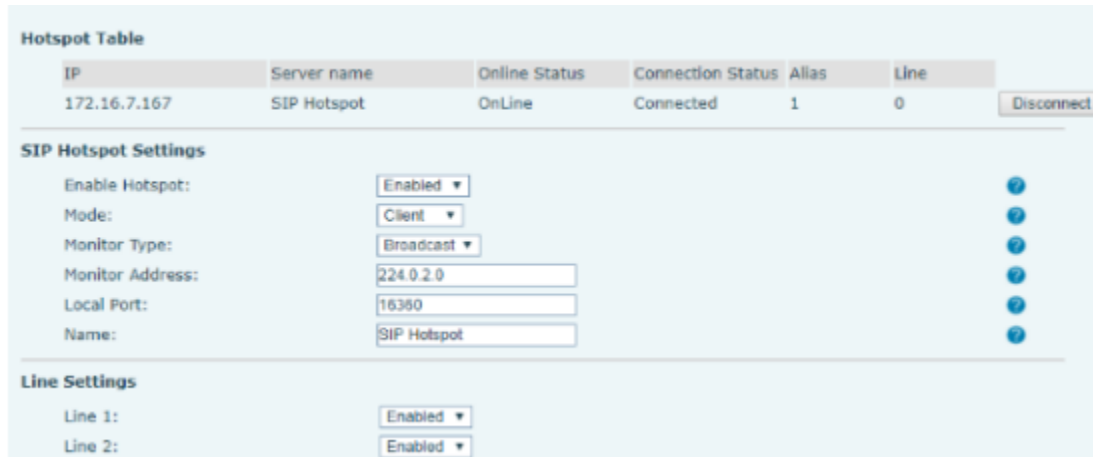 Hotspot Table
IP Server name Online Status Connection Status Alias Line
172.16.7.167 SIP Hotspot OnLine Connected 1 0 Disconnect
SIP Hotspot Settings
Enable Hotspot: Enabled
Mode: Client
Monitor Type: Broadcast
Monitor Address: 224.0.2.0
Local Port: 16360
Name: SIP Hotspot
Line Settings
Line 1: Enabled
Line 2: Enabled